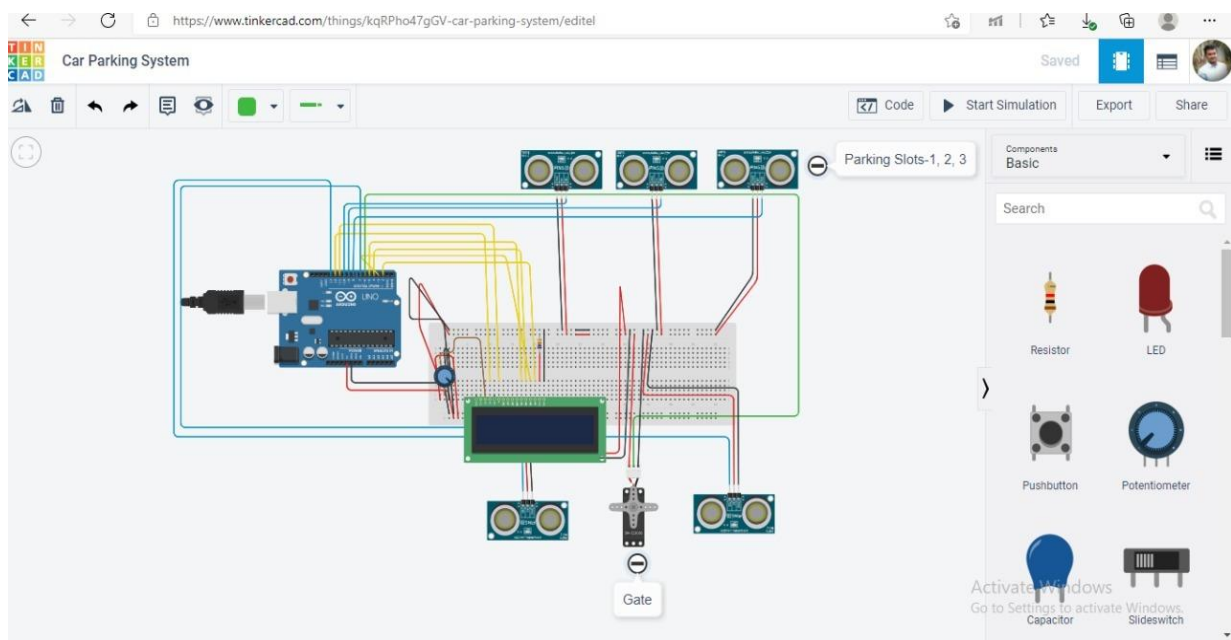 https://www.tinkercad.com/things/kqRPho47gGV-car-parking-system/editel
TIN
KER
CAD
Car Parking System
Saved
Code
Start Simulation
Export
Share
Parking Slots-1, 2, 3
Components
Basic
Search
Resistor
LED
Pushbutton
Potentiometer
Capacitor
Slideswitch
UNO
Gate
Activate Windows
Go to Settings to activate Windows.